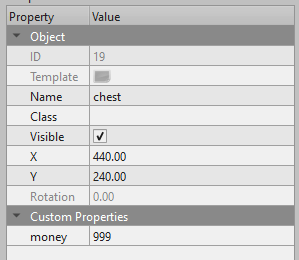 Property Value
Object
ID 19
Template
Name chest
Class
Visible
X 440.00
Y 240.00
Rotation 0.00
Custom Properties
money 999